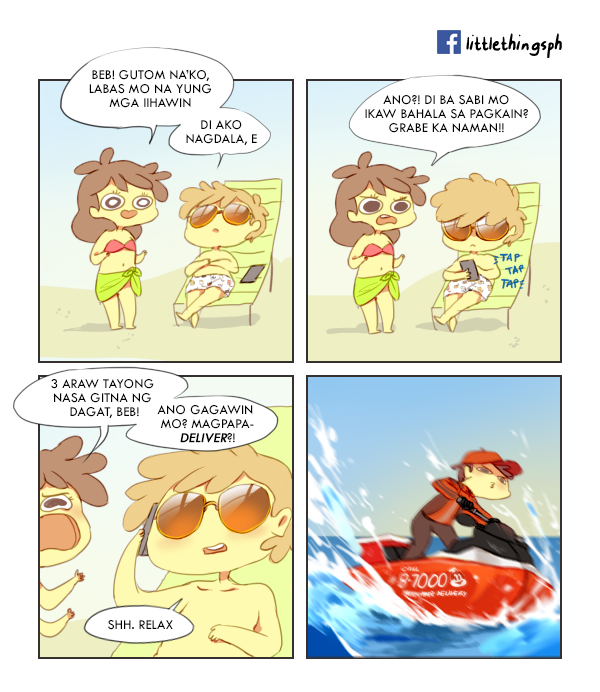 littlethingsph
BEB! GUTOM NA'KO,
LABAS MO NA YUNG
MGA IIHAWIN
DI AKO
NAGDALA, E
ANO?! DI BA SABI MO
IKAW BAHALA SA PAGKAIN?
GRABE KA NAMAN!!
TAP
TAP
TAP
3 ARAW TAYONG
NASA GITNA NG
DAGAT, BEB!
ANO GAGAWIN
MO? MAGPAPA-
DELIVER?!
SHH. RELAX
CALL
8-7000
DELIVERY